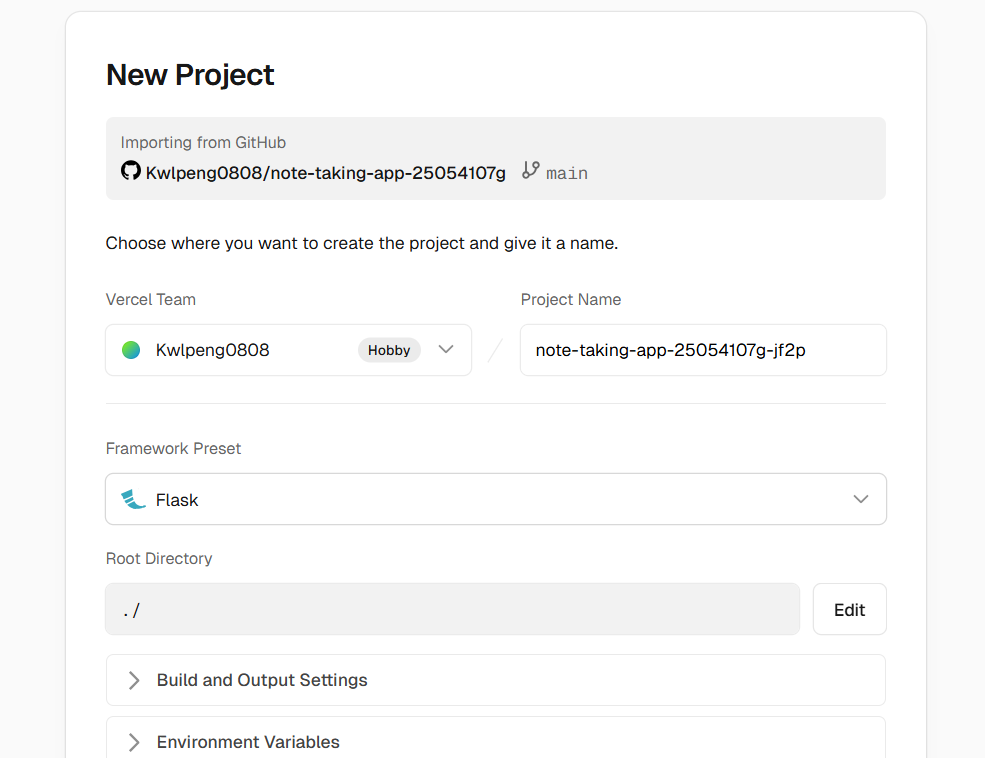 New Project
Importing from GitHub
Kwlpeng0808/note-taking-app-25054107g main
Choose where you want to create the project and give it a name.
Vercel Team
Project Name
Kwlpeng0808 Hobby
/
note-taking-app-25054107g-jf2p
Framework Preset
Flask
Root Directory
./
Edit
Build and Output Settings
Environment Variables